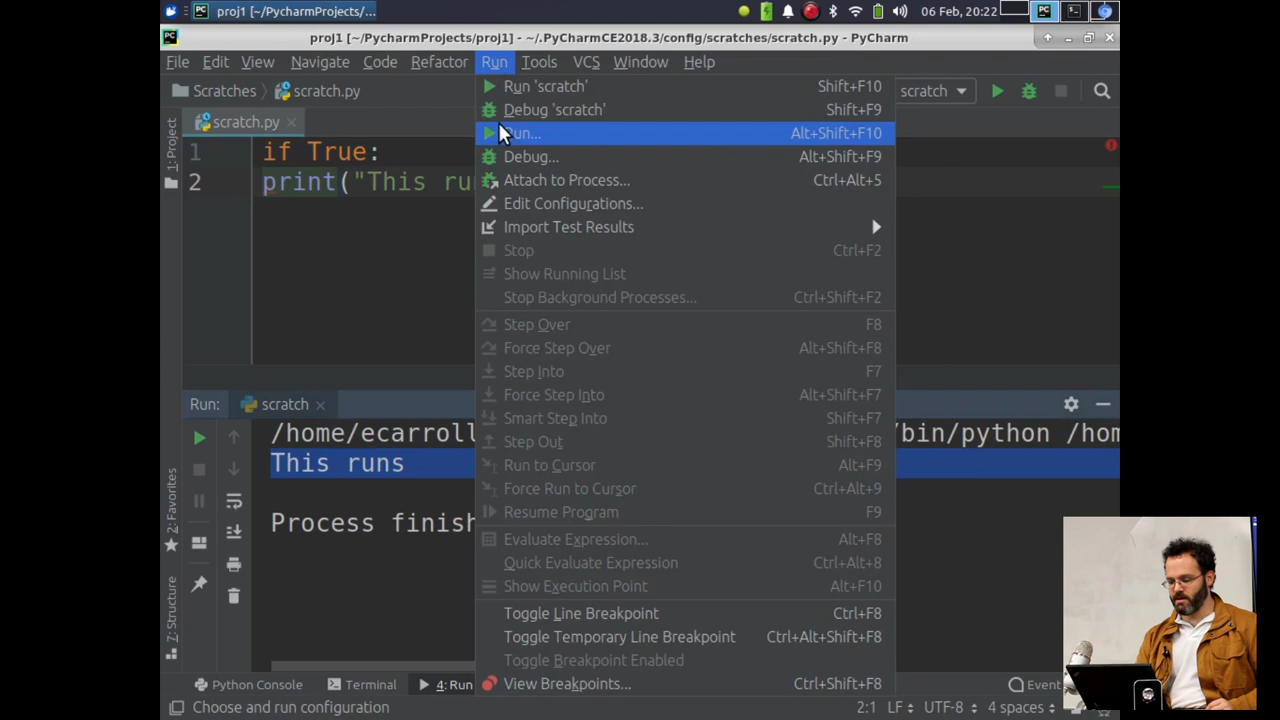 proj1 [~/PycharmProjects/...
06 Feb, 20:22
proj1 [~/PycharmProjects/proj1] - ~/.PyCharmCE2018.3/config/scratches/scratch.py - PyCharm
File Edit View Navigate Code Refactor Run Tools VCS Window Help
Scratches scratch.py
scratch
scratch.py
1: Project
1 if True:
2 print("This ru
Run 'scratch' Shift+F10
Debug 'scratch' Shift+F9
Run... Alt+Shift+F10
Debug... Alt+Shift+F9
Attach to Process... Ctrl+Alt+5
Edit Configurations...
Import Test Results
Stop Ctrl+F2
Show Running List
Stop Background Processes... Ctrl+Shift+F2
Step Over F8
Force Step Over Alt+Shift+F8
Step Into F7
Force Step Into Alt+Shift+F7
Smart Step Into Shift+F7
Step Out Shift+F8
Run to Cursor Alt+F9
Force Run to Cursor Ctrl+Alt+9
Resume Program F9
Evaluate Expression... Alt+F8
Quick Evaluate Expression Ctrl+Alt+8
Show Execution Point Alt+F10
Toggle Line Breakpoint Ctrl+F8
Toggle Temporary Line Breakpoint Ctrl+Alt+Shift+F8
Toggle Breakpoint Enabled
View Breakpoints... Ctrl+Shift+F8
Run: scratch
/home/ecarroll /bin/python /hom
This runs
Process finish
2: Favorites
7: Structure
Python Console Terminal 4: Run Event
Choose and run configuration 2:1 LF UTF-8 4 spaces